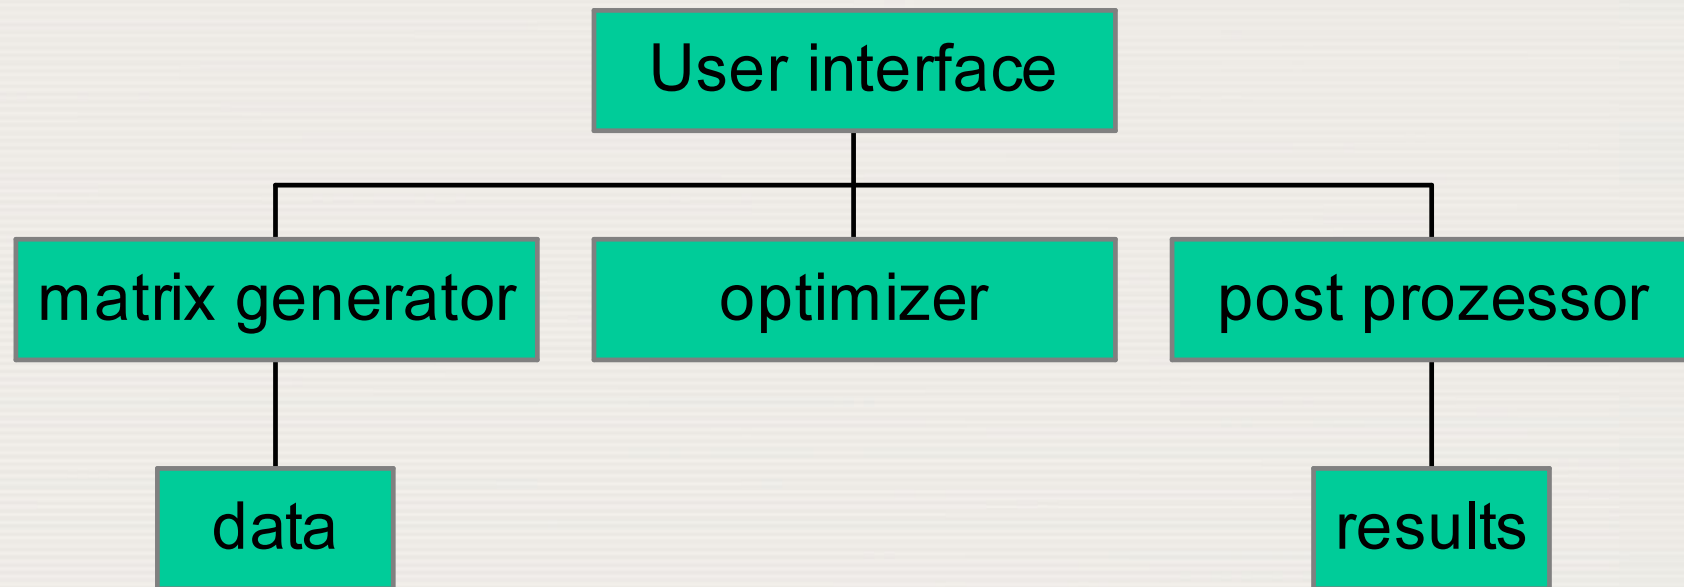 User interface
matrix generator
optimizer
post prozessor
data
results